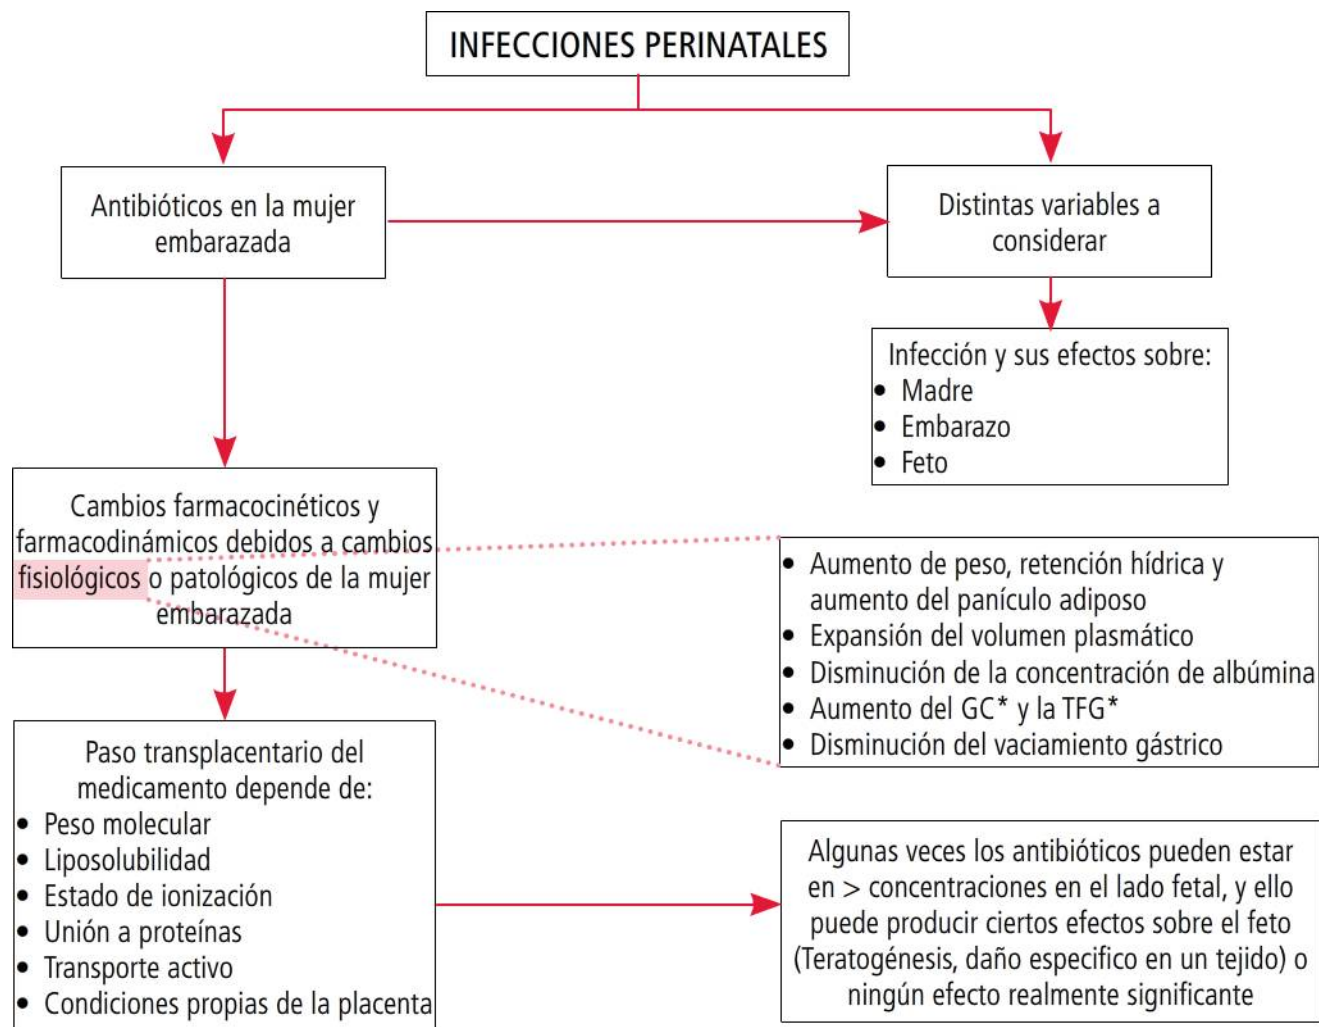 INFECCIONES PERINATALES
Antibióticos en la mujer
embarazada
Distintas variables a
considerar
Infección y sus efectos sobre:
• Madre
• Embarazo
• Feto
Cambios farmacocinéticos y
farmacodinámicos debidos a cambios
fisiológicos o patológicos de la mujer
embarazada
• Aumento de peso, retención hídrica y
aumento del panículo adiposo
• Expansión del volumen plasmático
• Disminución de la concentración de albúmina
• Aumento del GC* y la TFG*
• Disminución del vaciamiento gástrico
Paso transplacentario del
medicamento depende de:
• Peso molecular
• Liposolubilidad
• Estado de ionización
• Unión a proteínas
• Transporte activo
• Condiciones propias de la placenta
Algunas veces los antibióticos pueden estar
en > concentraciones en el lado fetal, y ello
puede producir ciertos efectos sobre el feto
(Teratogénesis, daño especifico en un tejido) o
ningún efecto realmente significante